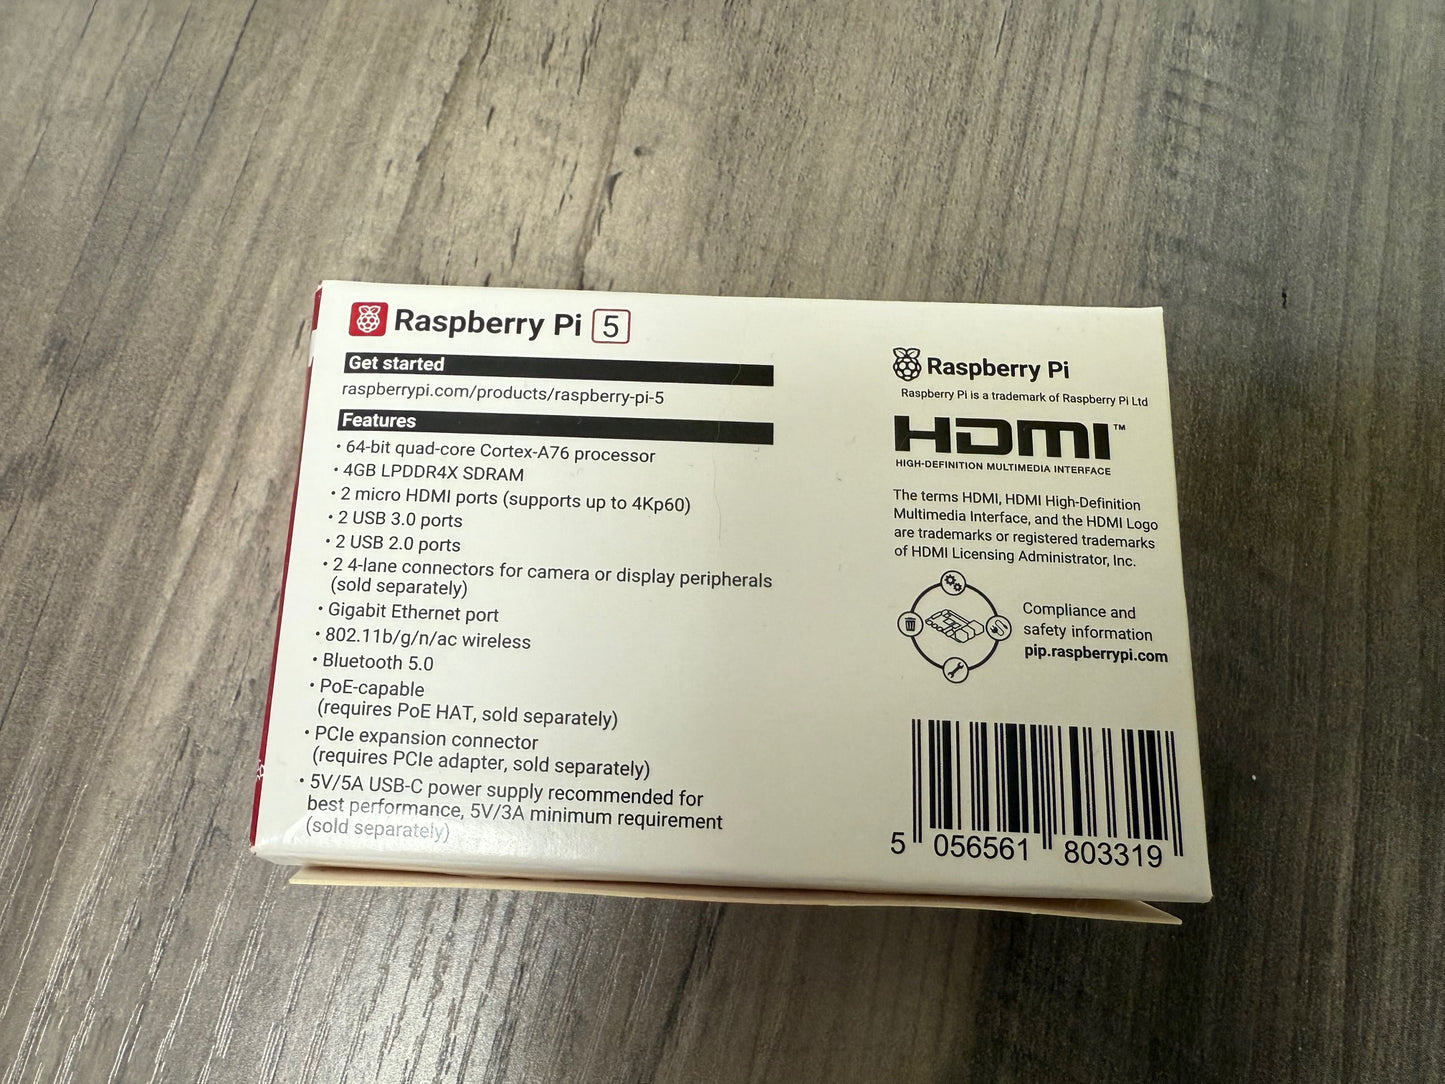 Raspberry Pi 5
Get started
raspberrypi.com/products/raspberry-pi-5
Features
• 64-bit quad-core Cortex-A76 processor
• 4GB LPDDR4X SDRAM
• 2 micro HDMI ports (supports up to 4Kp60)
• 2 USB 3.0 ports
• 2 USB 2.0 ports
• 2 4-lane connectors for camera or display peripherals
(sold separately)
• Gigabit Ethernet port
• 802.11b/g/n/ac wireless
• Bluetooth 5.0
• PoE-capable
(requires PoE HAT, sold separately)
• PCIe expansion connector
(requires PCIe adapter, sold separately)
• 5V/5A USB-C power supply recommended for
best performance, 5V/3A minimum requirement
(sold separately)
Raspberry Pi
Raspberry Pi is a trademark of Raspberry Pi Ltd
HDMI™
HIGH-DEFINITION MULTIMEDIA INTERFACE
The terms HDMI, HDMI High-Definition
Multimedia Interface, and the HDMI Logo
are trademarks or registered trademarks
of HDMI Licensing Administrator, Inc.
Compliance and
safety information
pip.raspberrypi.com
5 056561 803319